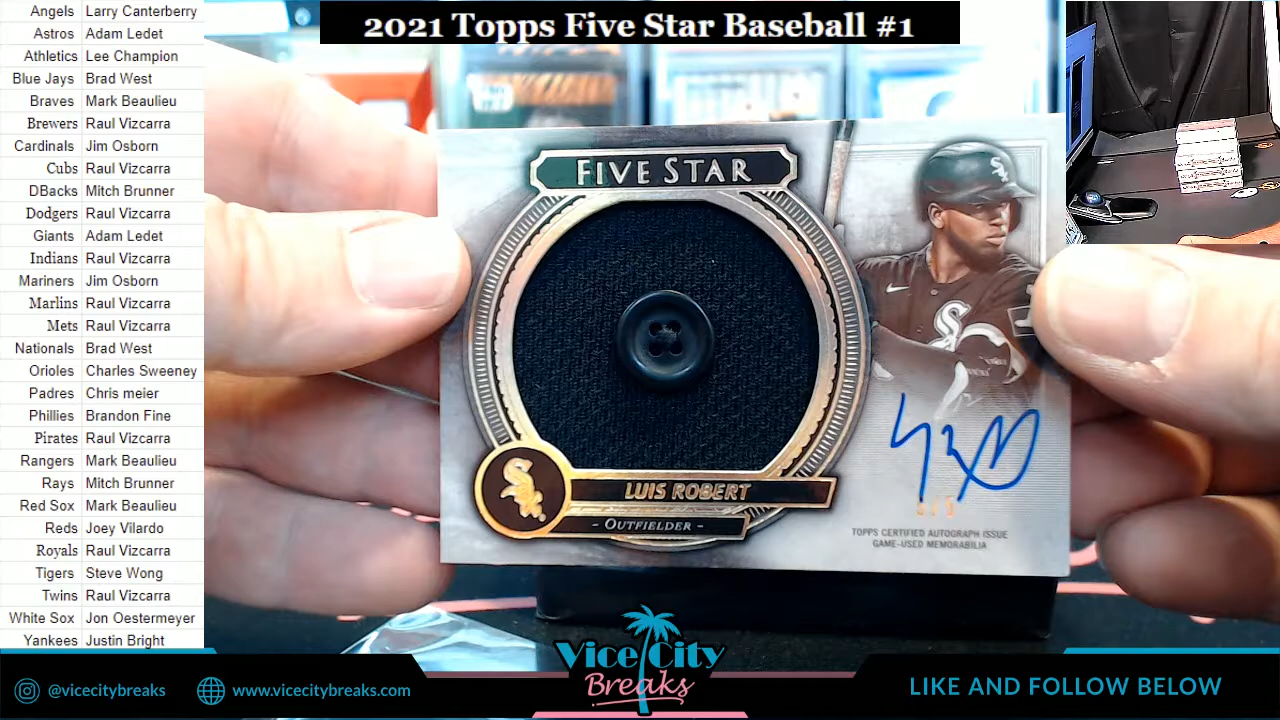 2021 Topps Five Star Baseball #1
Angels Larry Canterberry
Astros Adam Ledet
Athletics Lee Champion
Blue Jays Brad West
Braves Mark Beaulieu
Brewers Raul Vizcarra
Cardinals Jim Osborn
Cubs Raul Vizcarra
DBacks Mitch Brunner
Dodgers Raul Vizcarra
Giants Adam Ledet
Indians Raul Vizcarra
Mariners Jim Osborn
Marlins Raul Vizcarra
Mets Raul Vizcarra
Nationals Brad West
Orioles Charles Sweeney
Padres Chris meier
Phillies Brandon Fine
Pirates Raul Vizcarra
Rangers Mark Beaulieu
Rays Mitch Brunner
Red Sox Mark Beaulieu
Reds Joey Vilardo
Royals Raul Vizcarra
Tigers Steve Wong
Twins Raul Vizcarra
White Sox Jon Oestermeyer
Yankees Justin Bright
FIVE STAR
Sox
Sox
Sox
LUIS ROBERT
- OUTFIELDER -
TOPPS CERTIFIED AUTOGRAPH ISSUE
GAME-USED MEMORABILIA
@vicecitybreaks
www.vicecitybreaks.com
Vice City
Breaks
LIKE AND FOLLOW BELOW